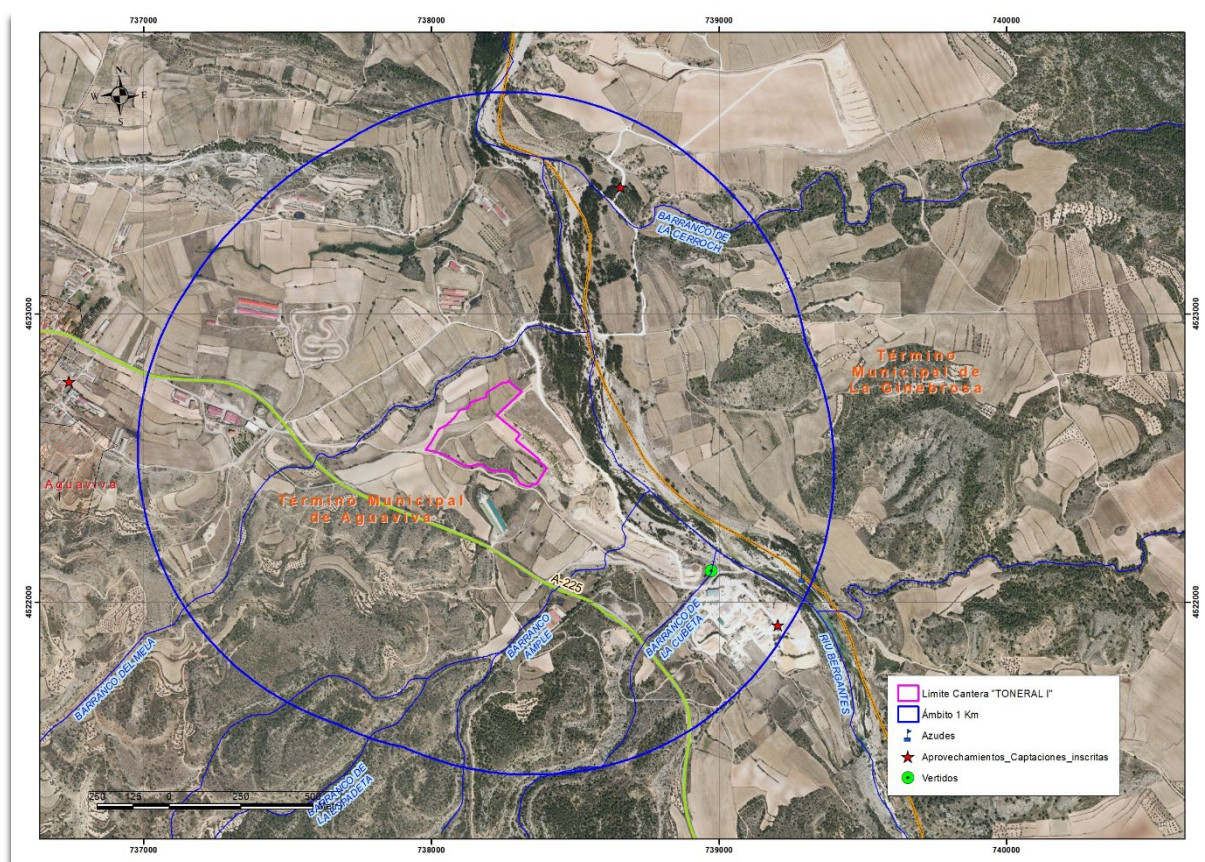 737000
738000
739000
740000
N
W
E
S
BARRANCO DE
LA CERROCH
4523000
4523000
Término
Municipal de
La Ginebrosa
Aguaviva
Término Municipal
de Aguaviva
A-225
4522000
4522000
BARRANCO DEL MELA
BARRANCO
AMPLE
BARRANCO DE
LA CUBETA
RIU BERGANTES
BARRANCO DE
LA ESPADETA
Límite Cantera "TONERAL I"
Ámbito 1 Km
Azudes
Aprovechamientos_Captaciones_inscritas
Vertidos
250 125 0 250 500
737000
738000
739000
740000